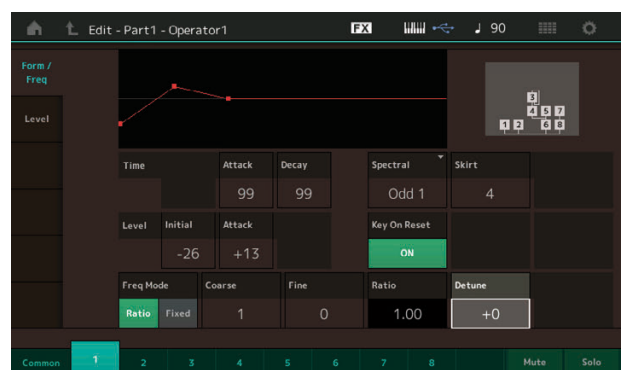 Edit - Part1 - Operator1 FX ♩ 90
Form /
Freq
Level
3
4 5 7
1 2 6 8
Time Attack Decay Spectral Skirt
99 99 Odd 1 4
Level Initial Attack Key On Reset
-26 +13 ON
Freq Mode Coarse Fine Ratio Detune
Ratio Fixed 1 0 1.00 +0
Common 1 2 3 4 5 6 7 8 Mute Solo